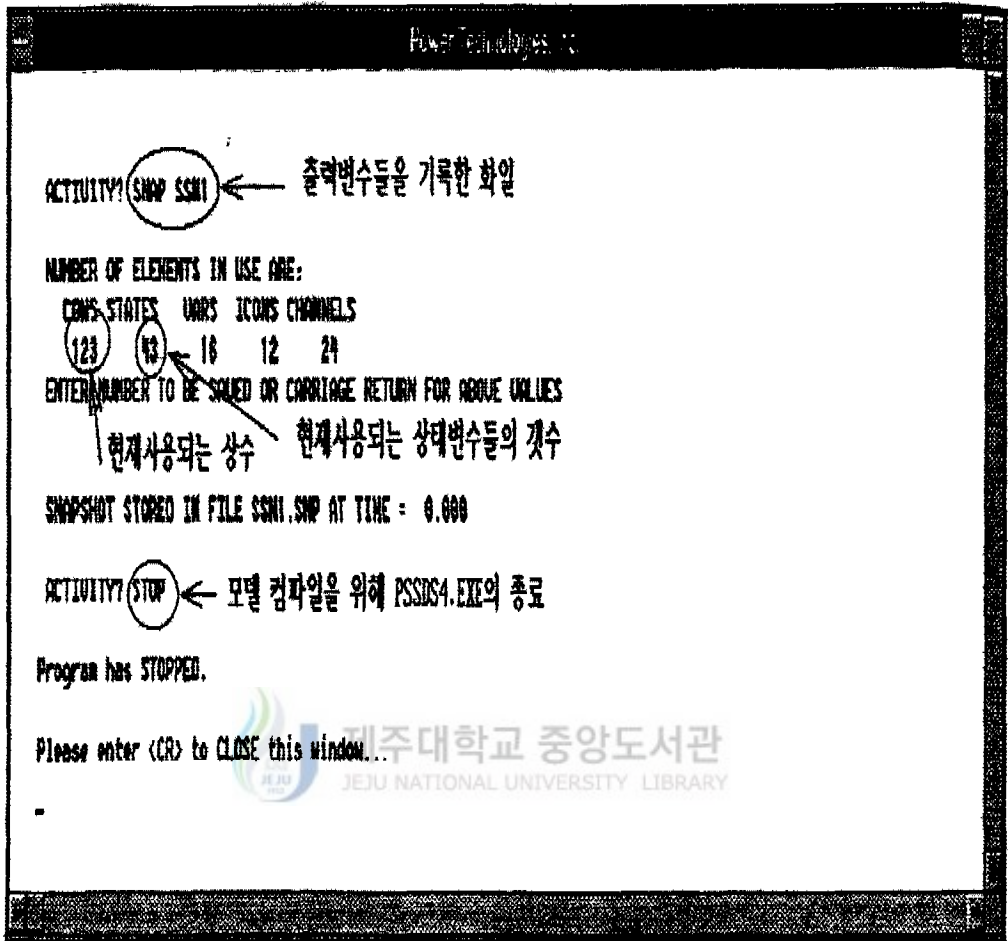 Power Technologies, Inc.
ACTIVITY? SNAP SSN1 ← 출력변수들을 기록한 화일
NUMBER OF ELEMENTS IN USE ARE:
CONS STATES VARS ICONS CHANNELS
123 43 16 12 24
ENTER NUMBER TO BE SAVED OR CARRIAGE RETURN FOR ABOVE VALUES
현재사용되는 상수 현재사용되는 상태변수들의 갯수
SNAPSHOT STORED IN FILE SSN1.SNP AT TIME = 0.000
ACTIVITY? STOP ← 모델 컴파일을 위해 PSSDS4.EXE의 종료
Program has STOPPED.
Please enter <CR> to CLOSE this window...
제주대학교 중앙도서관
JEJU NATIONAL UNIVERSITY LIBRARY